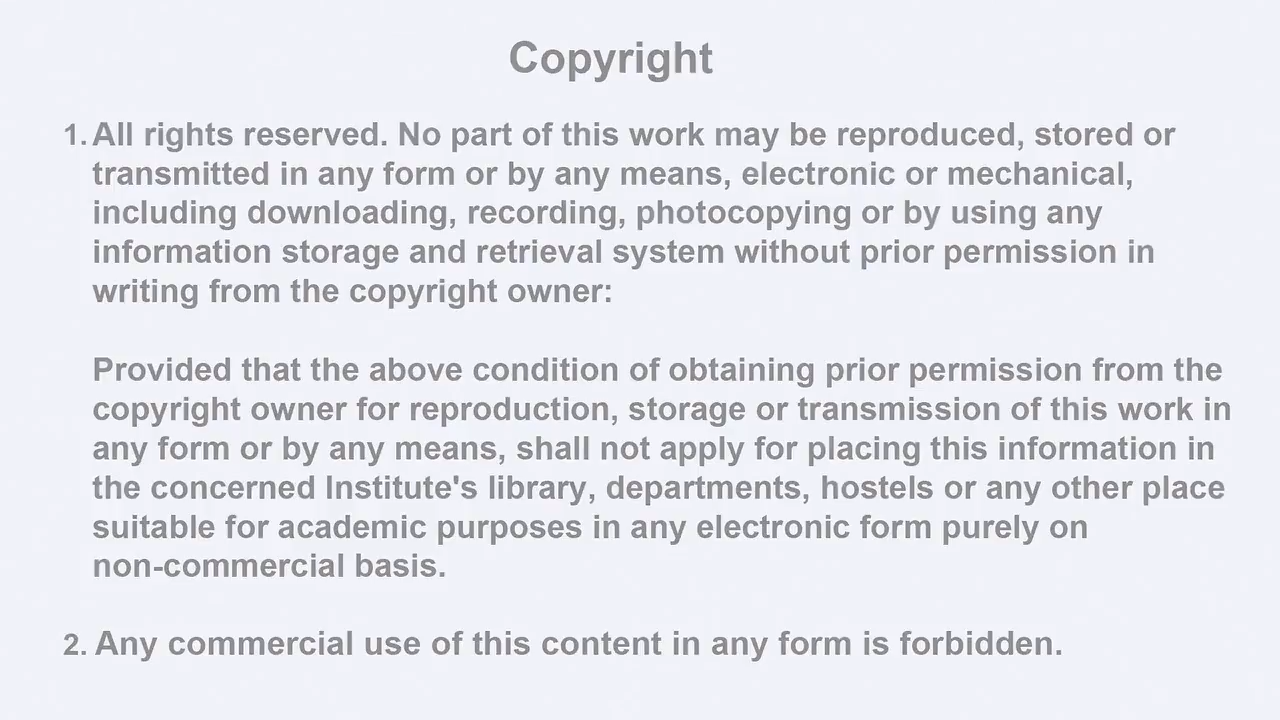 Copyright
1. All rights reserved. No part of this work may be reproduced, stored or
transmitted in any form or by any means, electronic or mechanical,
including downloading, recording, photocopying or by using any
information storage and retrieval system without prior permission in
writing from the copyright owner:
Provided that the above condition of obtaining prior permission from the
copyright owner for reproduction, storage or transmission of this work in
any form or by any means, shall not apply for placing this information in
the concerned Institute's library, departments, hostels or any other place
suitable for academic purposes in any electronic form purely on
non-commercial basis.
2. Any commercial use of this content in any form is forbidden.